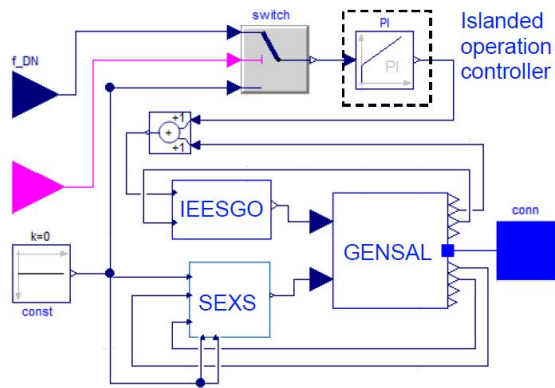 switch
PI
Islanded
operation
controller
f_DN
PI
+1
+
+1
IEESGO
conn
GENSAL
k=0
SEXS
const